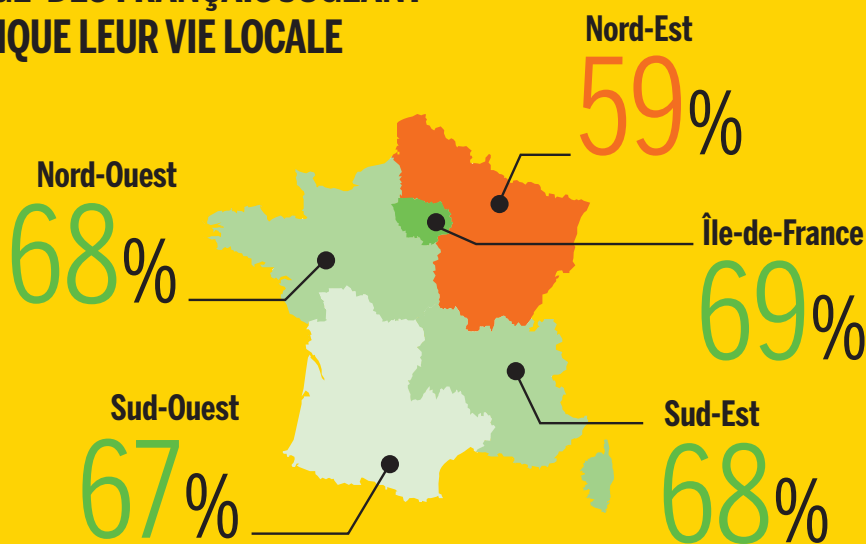 LEUR VIE LOCALE
Nord-Est
59%
Nord-Ouest
68%
Île-de-France
69%
Sud-Ouest
67%
Sud-Est
68%